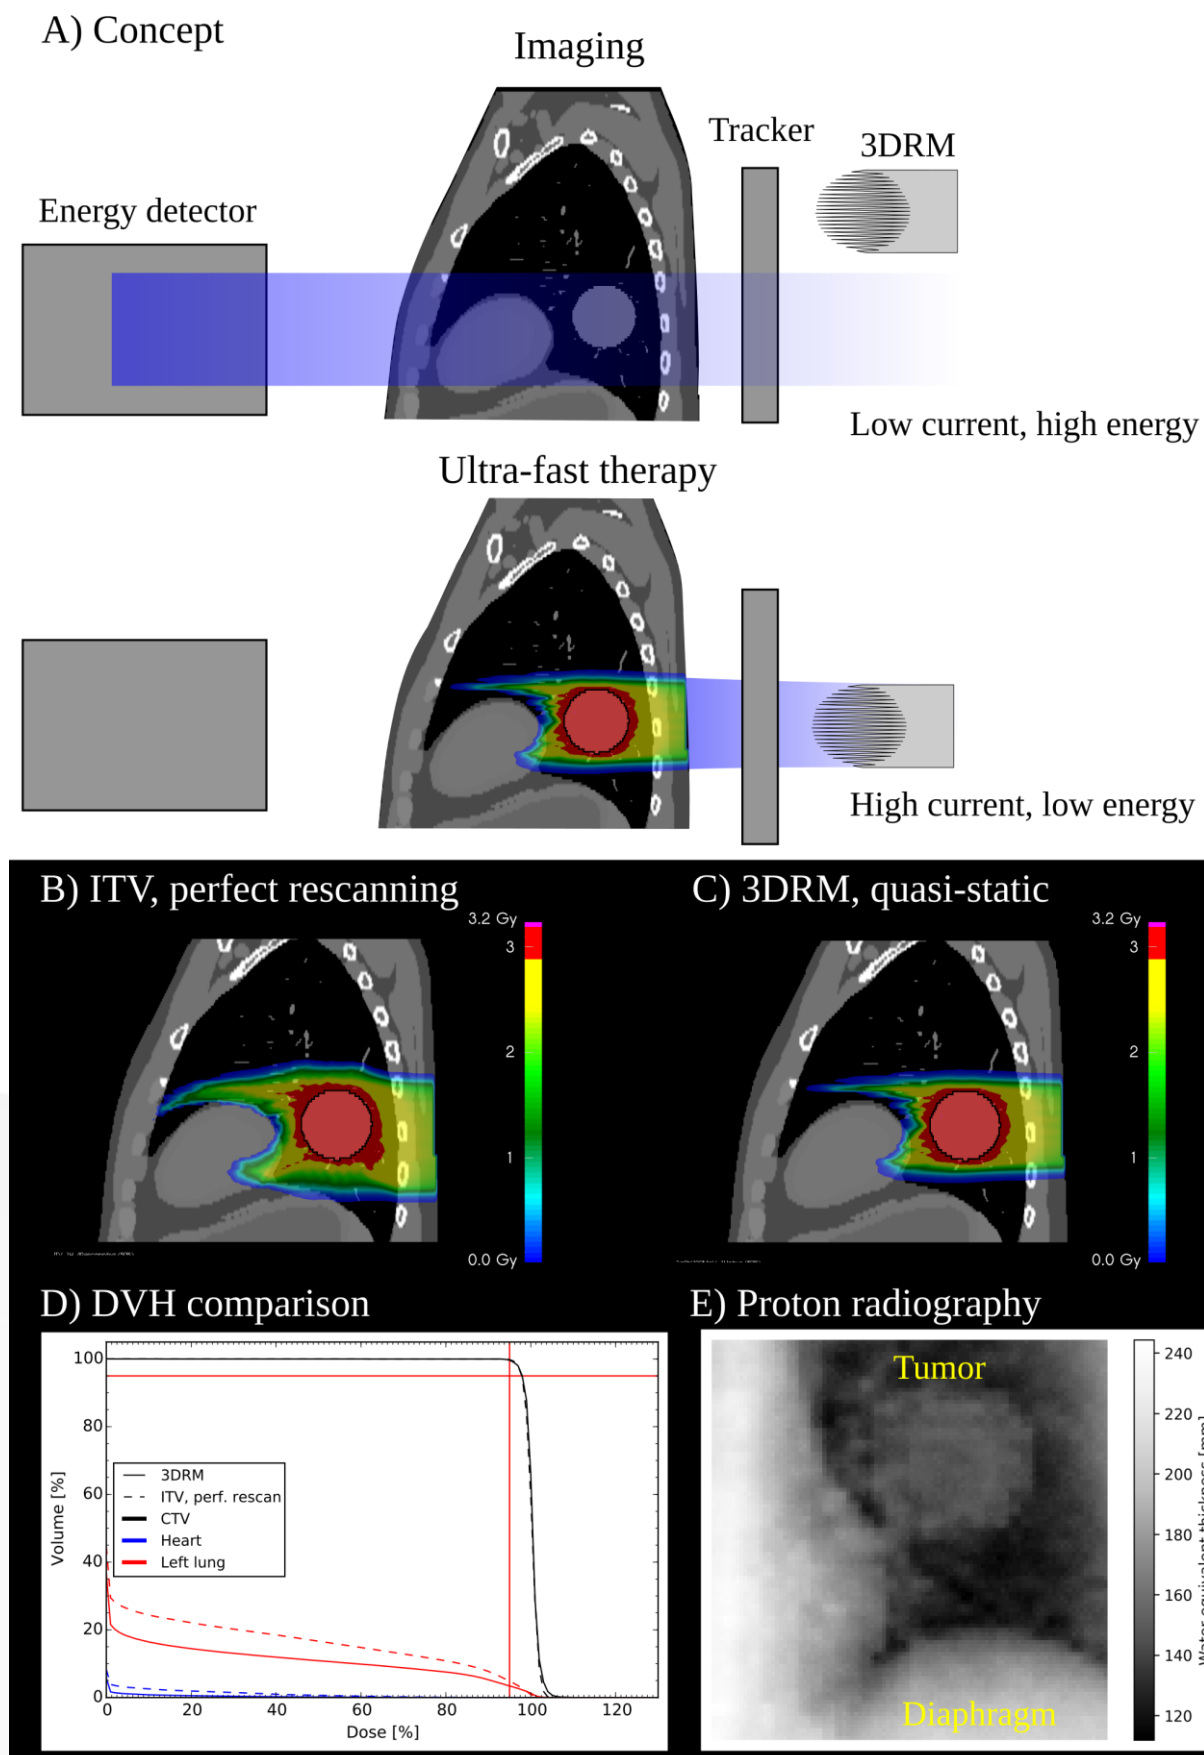 A) Concept
Imaging
Tracker
3DRM
Energy detector
Low current, high energy
Ultra-fast therapy
High current, low energy
B) ITV, perfect rescanning
C) 3DRM, quasi-static
3.2 Gy
3
2
1
0.0 Gy
3.2 Gy
3
2
1
0.0 Gy
D) DVH comparison
E) Proton radiography
100
80
60
40
20
0
Volume [%]
3DRM
ITV, perf. rescan
CTV
Heart
Left lung
0
20
40
60
80
100
120
Dose [%]
Tumor
Diaphragm
240
220
200
180
160
140
120
Water equivalent thickness [mm]